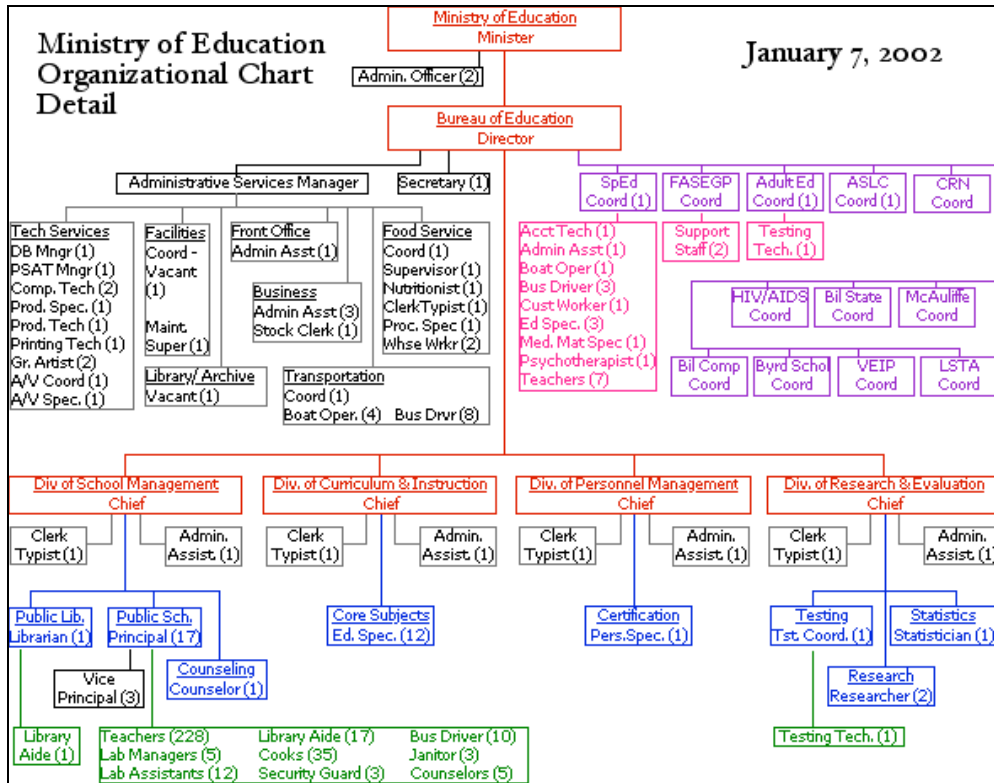 Ministry of Education
Organizational Chart
Detail
January 7, 2002
Ministry of Education
Minister
Admin. Officer (2)
Bureau of Education
Director
Administrative Services Manager
Secretary (1)
Tech Services
DB Mngr (1)
PSAT Mngr (1)
Comp. Tech (2)
Prod. Spec. (1)
Prod. Tech (1)
Printing Tech (1)
Gr. Artist (2)
A/V Coord (1)
A/V Spec. (1)
Facilities
Coord -
Vacant
(1)
Maint.
Super (1)
Library/ Archive
Vacant (1)
Front Office
Admin Asst (1)
Business
Admin Asst (3)
Stock Clerk (1)
Food Service
Coord (1)
Supervisor (1)
Nutritionist (1)
ClerkTypist (1)
Proc. Spec (1)
Whse Wrkr (2)
Transportation
Coord (1)
Boat Oper. (4) Bus Drvr (8)
SpEd
Coord (1)
FASEGP
Coord
Adult Ed
Coord (1)
ASLC
Coord (1)
CRN
Coord
Acct Tech (1)
Admin Asst (1)
Boat Oper (1)
Bus Driver (3)
Cust Worker (1)
Ed Spec. (3)
Med. Mat Spec (1)
Psychotherapist (1)
Teachers (7)
Support
Staff (2)
Testing
Tech. (1)
HIV/AIDS
Coord
Bil State
Coord
McAuliffe
Coord
Bil Comp
Coord
Byrd Schol
Coord
VEIP
Coord
LSTA
Coord
Div of School Management
Chief
Clerk
Typist (1)
Admin.
Assist. (1)
Public Lib.
Librarian (1)
Public Sch.
Principal (17)
Counseling
Counselor (1)
Vice
Principal (3)
Library
Aide (1)
Teachers (228) Library Aide (17) Bus Driver (10)
Lab Managers (5) Cooks (35) Janitor (3)
Lab Assistants (12) Security Guard (3) Counselors (5)
Div. of Curriculum & Instruction
Chief
Clerk
Typist (1)
Admin.
Assist. (1)
Core Subjects
Ed. Spec. (12)
Div. of Personnel Management
Chief
Clerk
Typist (1)
Admin.
Assist. (1)
Certification
Pers.Spec. (1)
Div. of Research & Evaluation
Chief
Clerk
Typist (1)
Admin.
Assist. (1)
Testing
Tst. Coord. (1)
Statistics
Statistician (1)
Research
Researcher (2)
Testing Tech. (1)